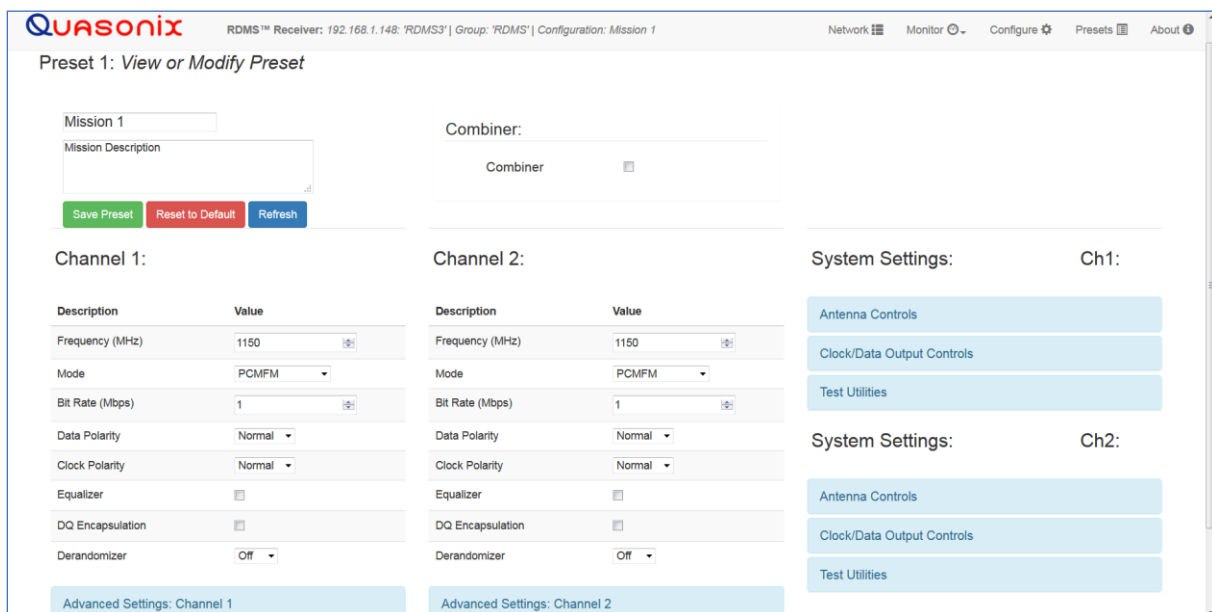 QUASONIX
RDMS™ Receiver: 192.168.1.148: 'RDMS3' | Group: 'RDMS' | Configuration: Mission 1
Network Monitor Configure Presets About
Preset 1: View or Modify Preset
Mission 1
Mission Description
Save Preset Reset to Default Refresh
Combiner:
Combiner
Channel 1:
Description Value
Frequency (MHz) 1150
Mode PCMFM
Bit Rate (Mbps) 1
Data Polarity Normal
Clock Polarity Normal
Equalizer
DQ Encapsulation
Derandomizer Off
Advanced Settings: Channel 1
Channel 2:
Description Value
Frequency (MHz) 1150
Mode PCMFM
Bit Rate (Mbps) 1
Data Polarity Normal
Clock Polarity Normal
Equalizer
DQ Encapsulation
Derandomizer Off
Advanced Settings: Channel 2
System Settings: Ch1:
Antenna Controls
Clock/Data Output Controls
Test Utilities
System Settings: Ch2:
Antenna Controls
Clock/Data Output Controls
Test Utilities